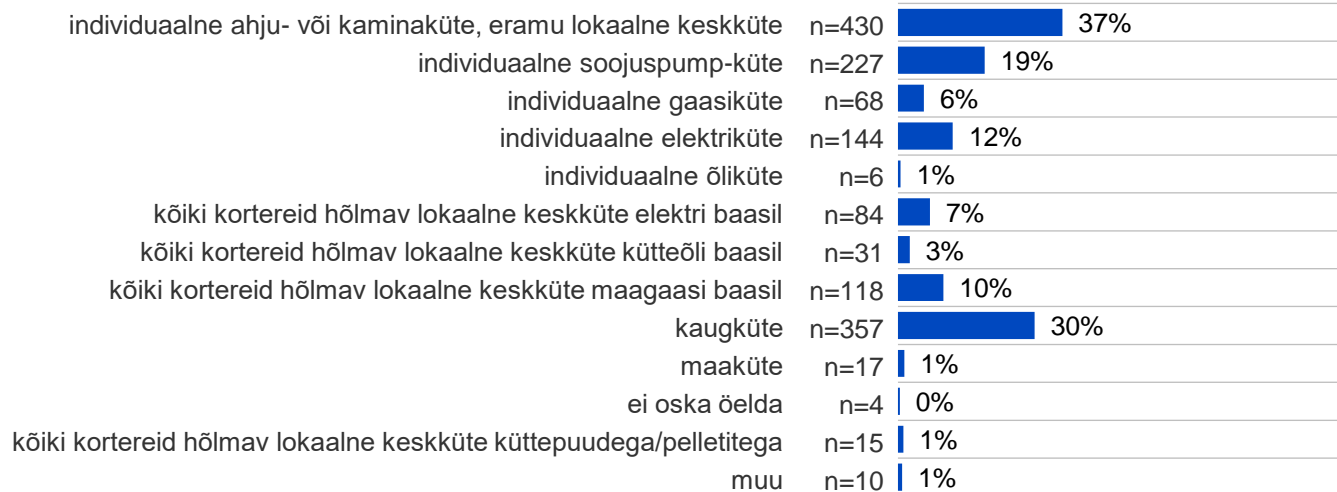 individuaalne ahju- või kaminaküte, eramu lokaalne keskküte n=430 37%
individuaalne soojuspump-küte n=227 19%
individuaalne gaasiküte n=68 6%
individuaalne elektriküte n=144 12%
individuaalne õliküte n=6 1%
kõiki kortereid hõlmav lokaalne keskküte elektri baasil n=84 7%
kõiki kortereid hõlmav lokaalne keskküte kütteõli baasil n=31 3%
kõiki kortereid hõlmav lokaalne keskküte maagaasi baasil n=118 10%
kaugküte n=357 30%
maaküte n=17 1%
ei oska öelda n=4 0%
kõiki kortereid hõlmav lokaalne keskküte küttepuudega/pelletitega n=15 1%
muu n=10 1%